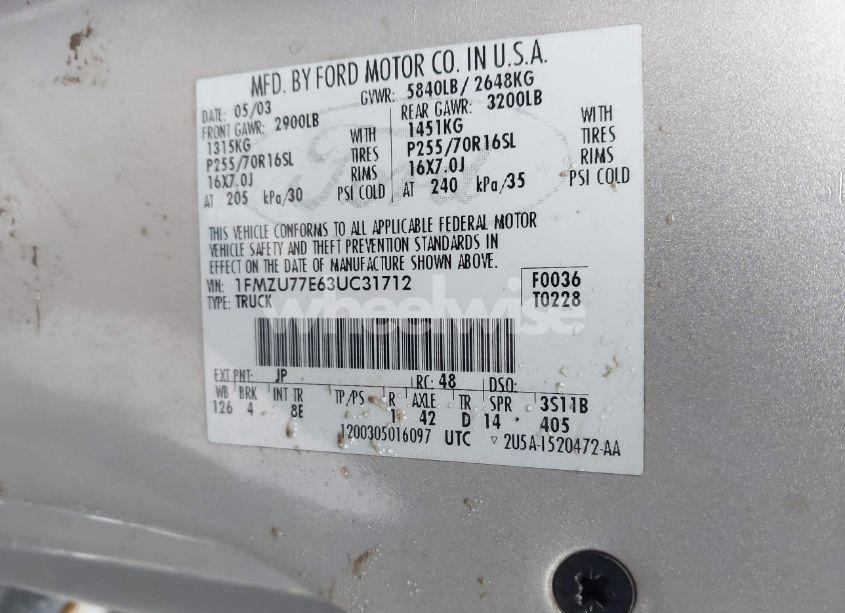 MFD. BY FORD MOTOR CO. IN U.S.A.
DATE: 05/03 GVWR: 5840LB / 2648KG
FRONT GAWR: 2900LB REAR GAWR: 3200LB
1315KG WITH 1451KG WITH
P255/70R16SL TIRES P255/70R16SL TIRES
16X7.0J RIMS 16X7.0J RIMS
AT 205 kPa/30 PSI COLD AT 240 kPa/35 PSI COLD
THIS VEHICLE CONFORMS TO ALL APPLICABLE FEDERAL MOTOR
VEHICLE SAFETY AND THEFT PREVENTION STANDARDS IN
EFFECT ON THE DATE OF MANUFACTURE SHOWN ABOVE.
VIN: 1FMZU77E63UC31712 F0036
TYPE: TRUCK T0228
wheelwise
EXT PNT: JP RC: 48 DSO:
WB BRK INT TR TP/PS R AXLE TR SPR 3S11B
126 4 8E 1 42 D 14 405
1200305016097 UTC ▽ 2U5A-1520472-AA
Ford